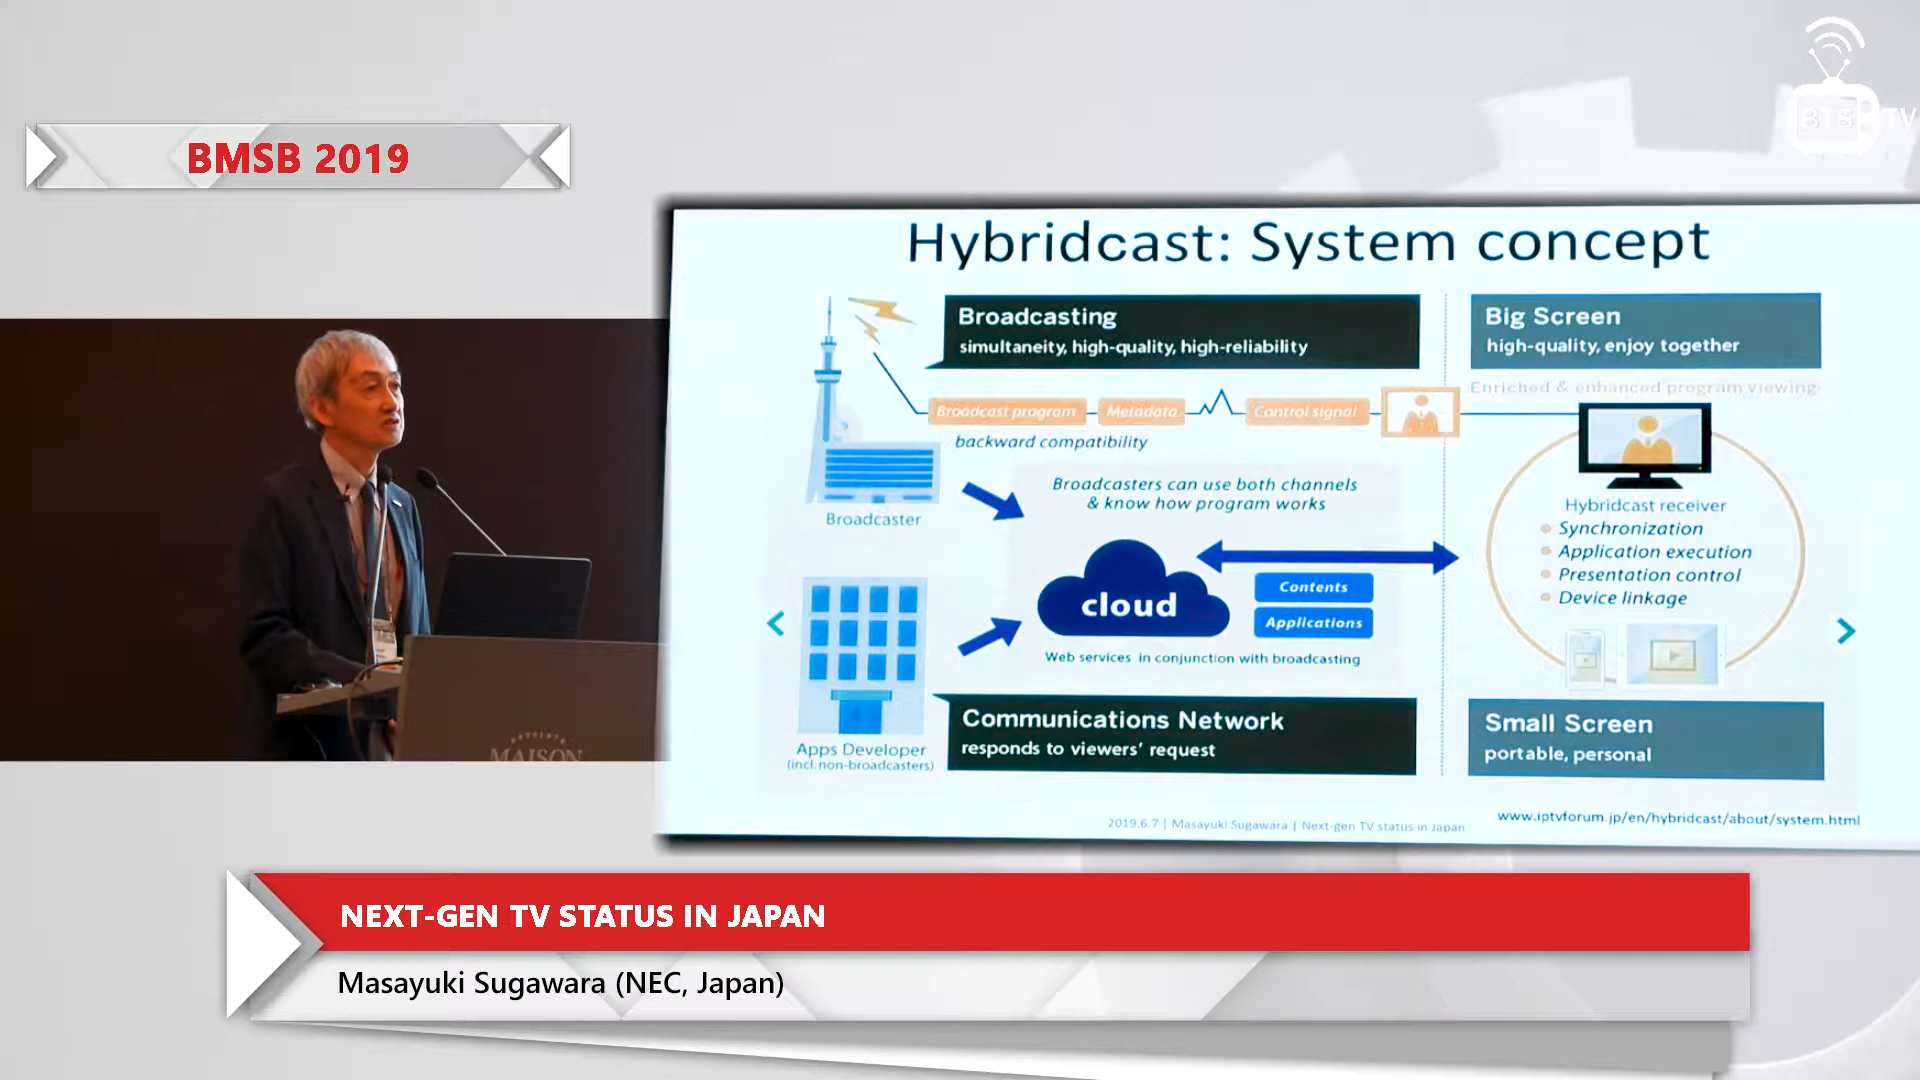 BTS TV
BMSB 2019
Hybridcast: System concept
Broadcasting
simultaneity, high-quality, high-reliability
Big Screen
high-quality, enjoy together
Enriched & enhanced program viewing
Broadcast program
Metadata
Control signal
backward compatibility
Broadcasters can use both channels
& know how program works
Broadcaster
Hybridcast receiver
Synchronization
Application execution
Presentation control
Device linkage
cloud
Contents
Applications
Web services in conjunction with broadcasting
Apps Developer
(incl. non-broadcasters)
Communications Network
responds to viewers' request
Small Screen
portable, personal
2019.6.7 | Masayuki Sugawara | Next-gen TV status in Japan
www.iptvforum.jp/en/hybridcast/about/system.html
MAISON
NEXT-GEN TV STATUS IN JAPAN
Masayuki Sugawara (NEC, Japan)